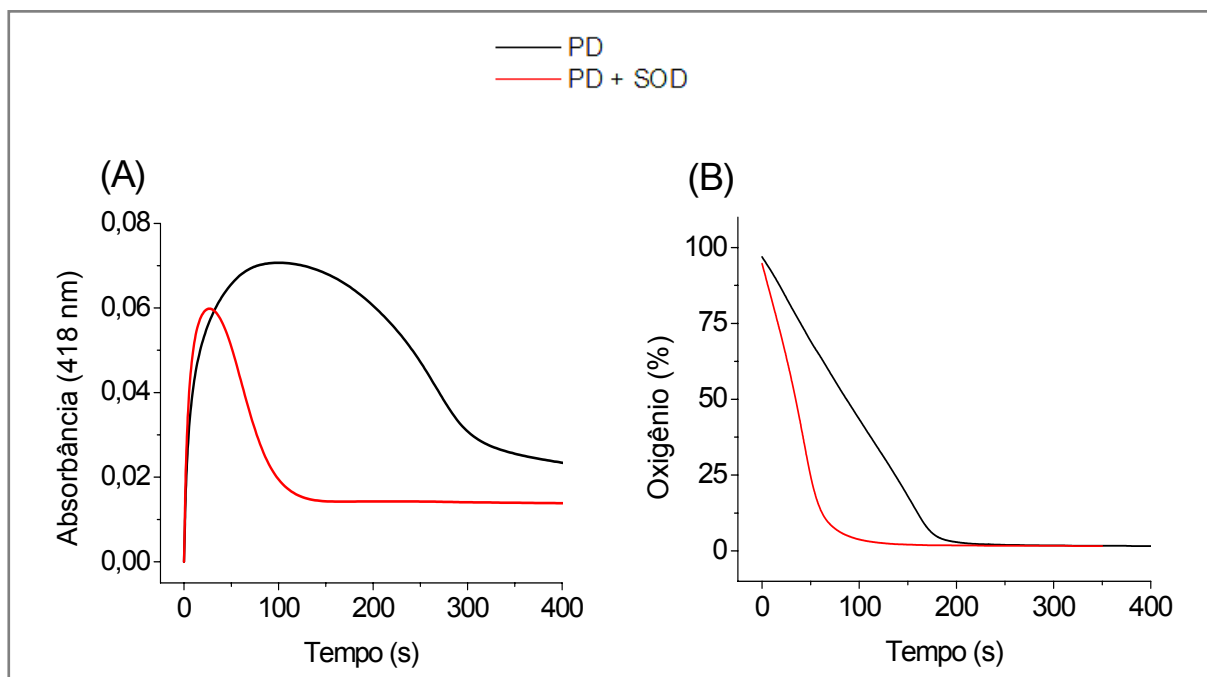 PD
PD + SOD
(A)
0,08
0,06
0,04
0,02
0,00
Absorbância (418 nm)
0 100 200 300 400
Tempo (s)
(B)
100
75
50
25
0
Oxigênio (%)
0 100 200 300 400
Tempo (s)